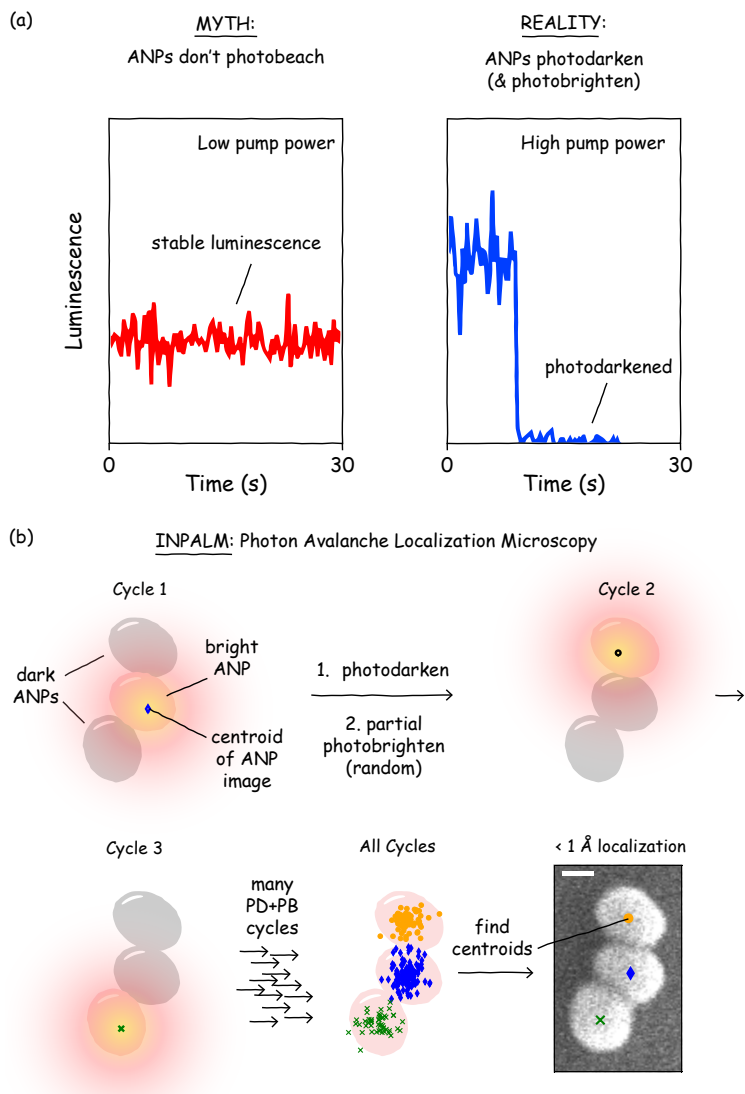 (a)
MYTH:
ANPs don't photobeach
REALITY:
ANPs photodarken
(& photobrighten)
Low pump power
stable luminescence
Luminescence
0
30
Time (s)
High pump power
photodarkened
0
30
Time (s)
(b)
INPALM: Photon Avalanche Localization Microscopy
Cycle 1
dark
ANPs
bright
ANP
centroid
of ANP
image
1. photodarken
2. partial
photobrighten
(random)
Cycle 2
Cycle 3
many
PD+PB
cycles
All Cycles
find
centroids
< 1 Å localization